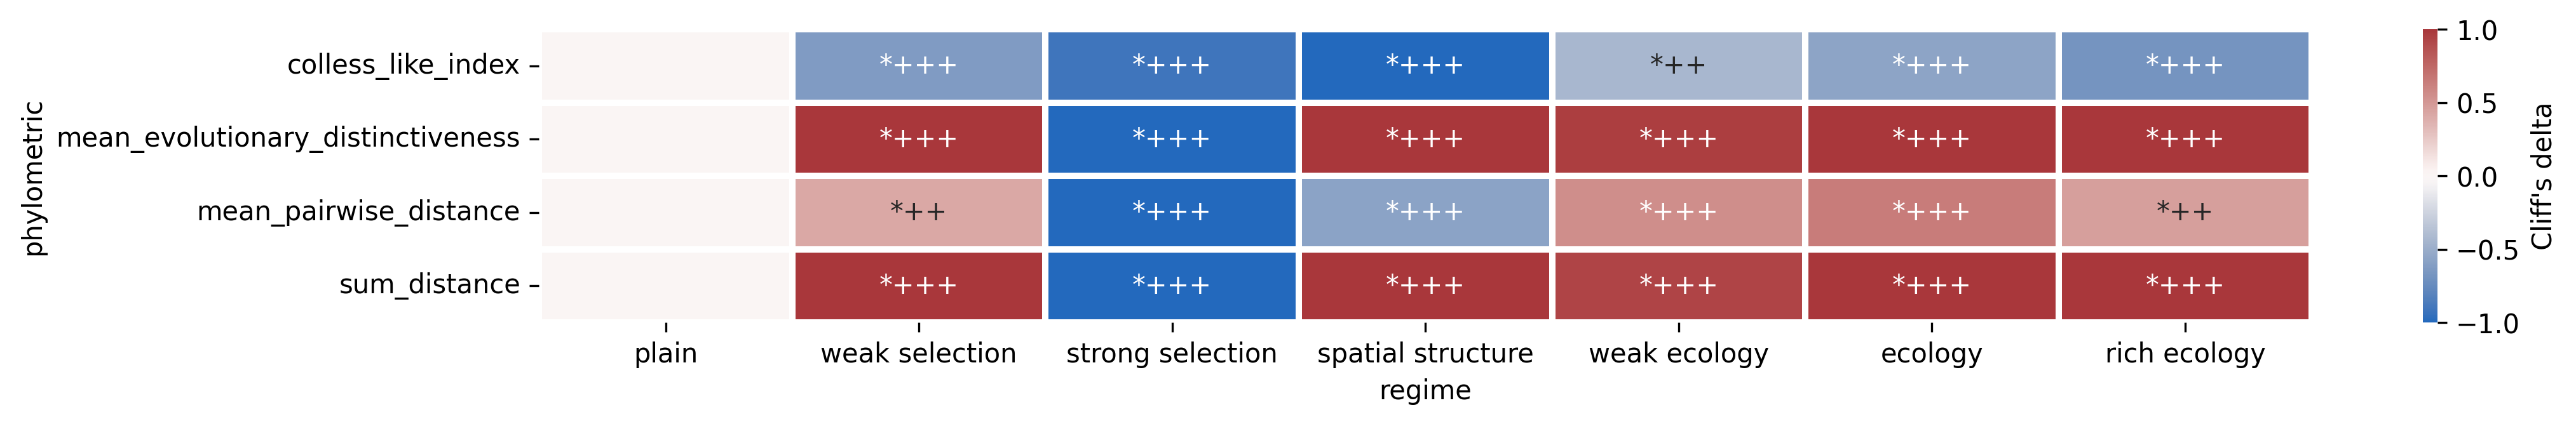 phylometric
colless_like_index *+++ *+++ *+++ *++ *+++ *+++
mean_evolutionary_distinctiveness *+++ *+++ *+++ *+++ *+++ *+++
mean_pairwise_distance *++ *+++ *+++ *+++ *+++ *++
sum_distance *+++ *+++ *+++ *+++ *+++ *+++
plain weak selection strong selection spatial structure weak ecology ecology rich ecology
regime
1.0
0.5
0.0
−0.5
−1.0
Cliff's delta